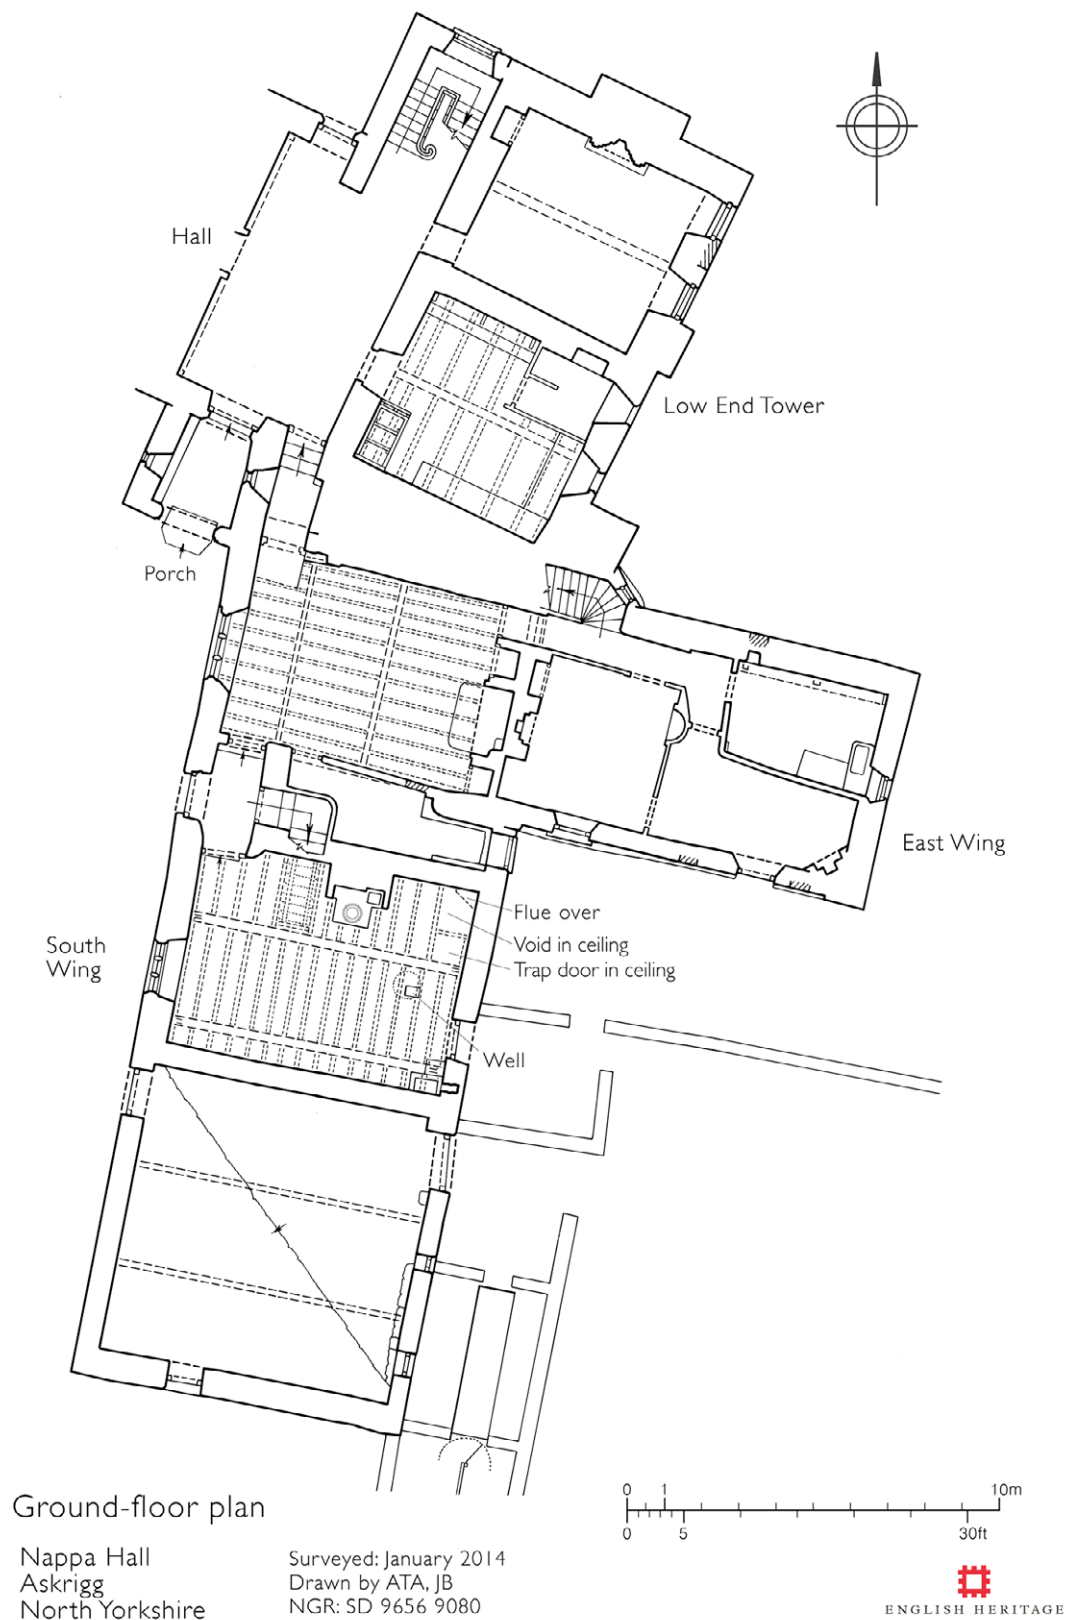 Hall
Low End Tower
Porch
East Wing
Flue over
Void in ceiling
Trap door in ceiling
South
Wing
Well
Ground-floor plan
0 1 10m
0 5 30ft
Nappa Hall
Askrigg
North Yorkshire
Surveyed: January 2014
Drawn by ATA, JB
NGR: SD 9656 9080
ENGLISH HERITAGE